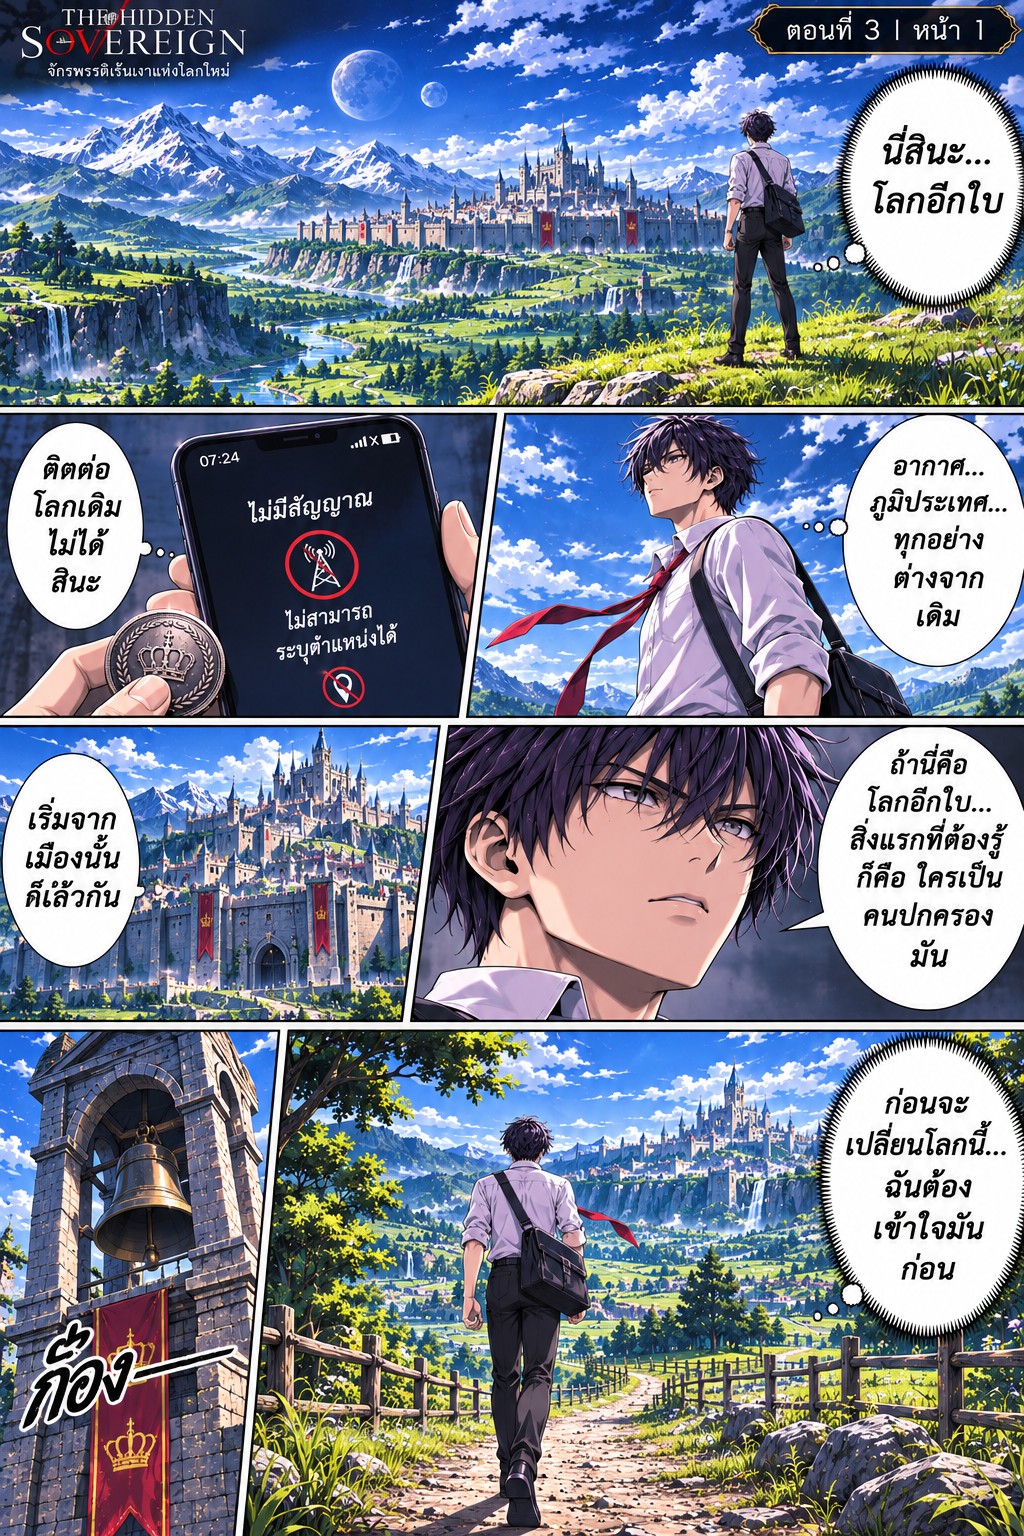 THE HIDDEN
SOVEREIGN
จักรพรรดิเร้นเงาแห่งโลกใหม่
ตอนที่ 3 | หน้า 1
นี่สินะ...
โลกอีกใบ
ติตต่อ
โลกเดิม
ไม่ได้
สินะ
07:24
X
ไม่มีสัญญาณ
ไม่สามารถ
ระบุตำแหน่งได้
อากาศ...
ภูมิประเทศ...
ทุกอย่าง
ต่างจาก
เดิม
เริ่มจาก
เมืองนั้น
ถ้านี่คือ
โลกอีกใบ...
สิ่งแรกที่ต้องรู้
ก็คือ ใครเป็น
คนปกครอง
มัน
กั๋อง
ก่อนจะ
เปลี่ยนโลกนี้...
ฉันต้อง
เข้าใจมัน
ก่อน